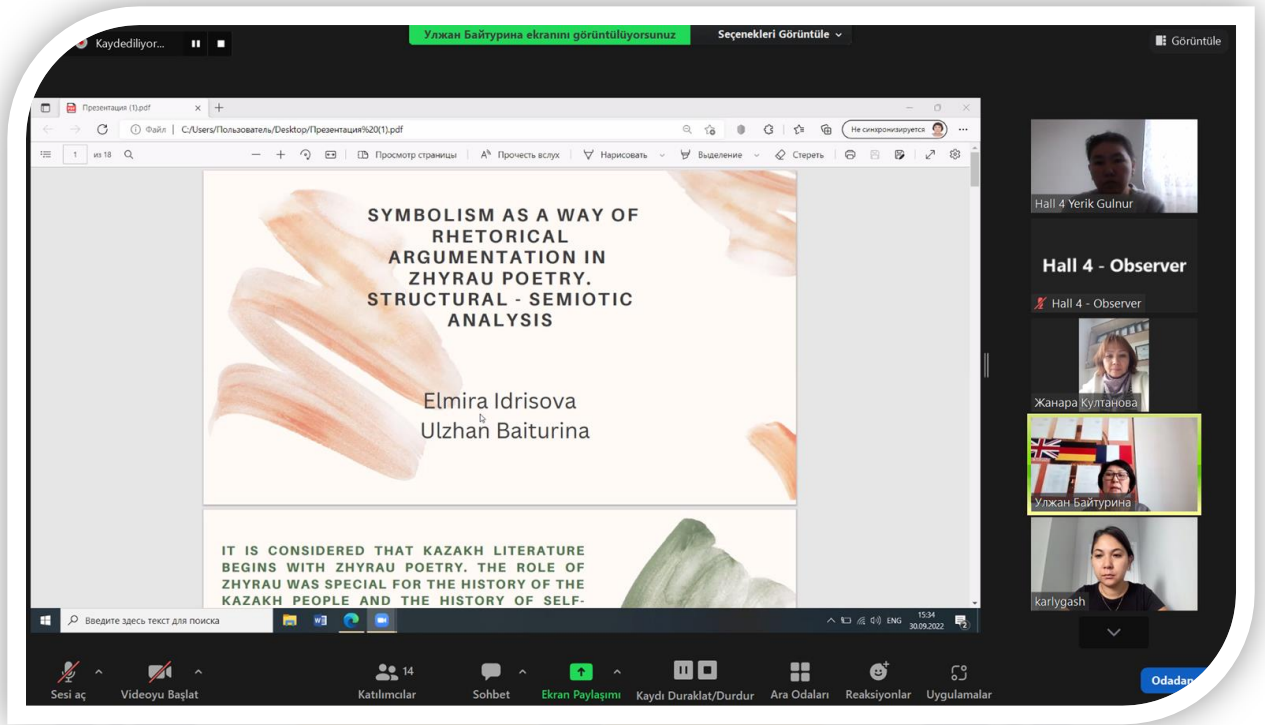 Kaydediliyor...
Улжан Байтурина ekranını görüntülüyorsunuz
Seçenekleri Görüntüle
Görüntüle
Презентация (1).pdf
Файл | C:/Users/Пользователь/Desktop/Презентация%20(1).pdf
Не синхронизируется
1 из 18
Просмотр страницы
Прочесть вслух
Нарисовать
Выделение
Стереть
SYMBOLISM AS A WAY OF
RHETORICAL
ARGUMENTATION IN
ZHYRAU POETRY.
STRUCTURAL - SEMIOTIC
ANALYSIS
Elmira Idrisova
Ulzhan Baiturina
IT IS CONSIDERED THAT KAZAKH LITERATURE
BEGINS WITH ZHYRAU POETRY. THE ROLE OF
ZHYRAU WAS SPECIAL FOR THE HISTORY OF THE
KAZAKH PEOPLE AND THE HISTORY OF SELF-
Hall 4 Yerik Gulnur
Hall 4 - Observer
Hall 4 - Observer
Жанара Култанова
Улжан Байтурина
karlygash
Введите здесь текст для поиска
ENG
15:34
30.09.2022
2
Sesi aç
Videoyu Başlat
14
Katılımcılar
Sohbet
Ekran Paylaşımı
Kaydı Duraklat/Durdur
Ara Odaları
Reaksiyonlar
Uygulamalar